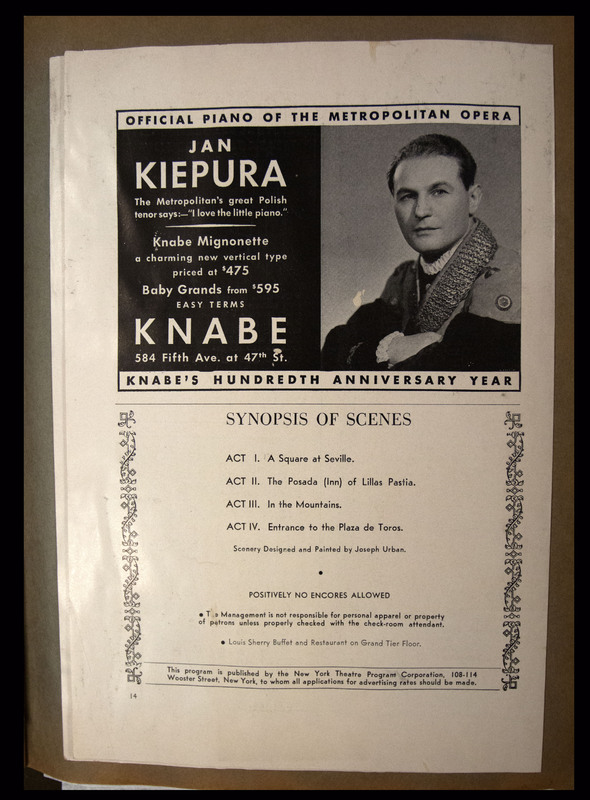 OFFICIAL PIANO OF THE METROPOLITAN OPERA
JAN
KIEPURA
The Metropolitan's great Polish
tenor says:—"I love the little piano."
Knabe Mignonette
a charming new vertical type
priced at $475
Baby Grands from $595
EASY TERMS
KNABE
584 Fifth Ave. at 47th St.
KNABE'S HUNDREDTH ANNIVERSARY YEAR
SYNOPSIS OF SCENES
ACT I. A Square at Seville.
ACT II. The Posada (Inn) of Lillas Pastia.
ACT III. In the Mountains.
ACT IV. Entrance to the Plaza de Toros.
Scenery Designed and Painted by Joseph Urban.
•
POSITIVELY NO ENCORES ALLOWED
• The Management is not responsible for personal apparel or property
of patrons unless properly checked with the check-room attendant.
• Louis Sherry Buffet and Restaurant on Grand Tier Floor.
This program is published by the New York Theatre Program Corporation, 108-114
Wooster Street, New York, to whom all applications for advertising rates should be made.
14